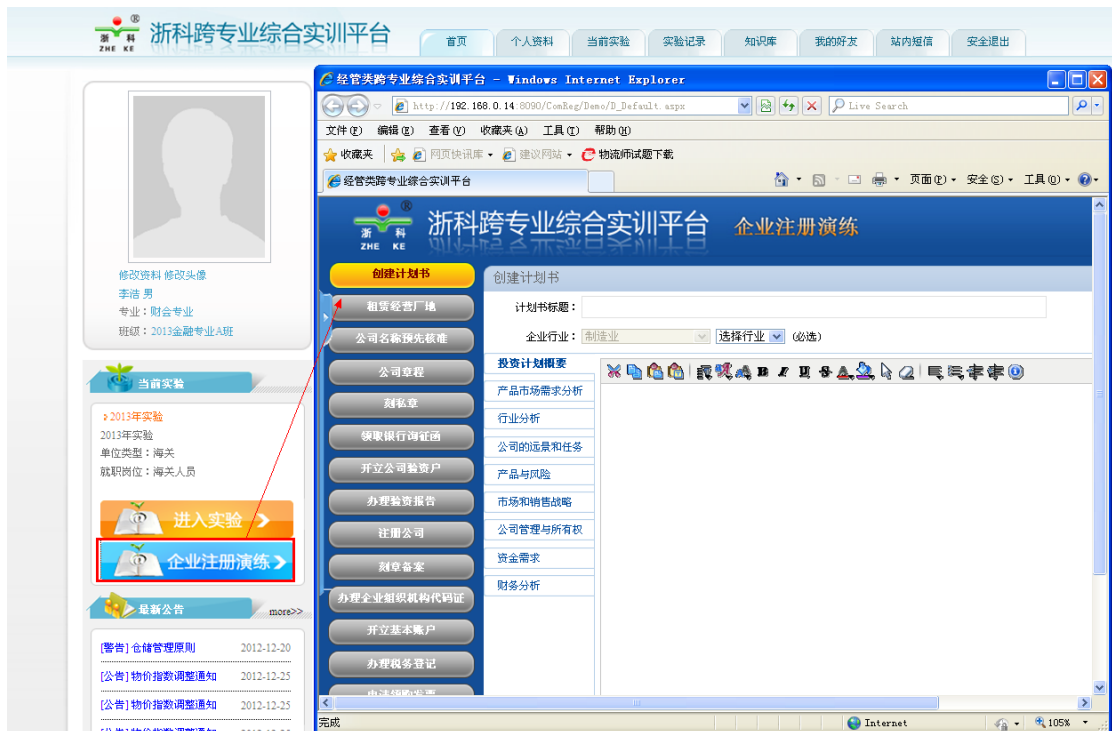 浙科
ZHE KE
®
浙科跨专业综合实训平台
首页 个人资料 当前实验 实验记录 知识库 我的好友 站内短信 安全退出
修改资料 修改头像
李洁 男
专业：财会专业
班级：2013金融专业A班
当前实验
2013年实验
2013年实验
单位类型：海关
就职岗位：海关人员
进入实验
企业注册演练
最新公告 more>>
[警告] 仓储管理原则 2012-12-20
[公告] 物价指数调整通知 2012-12-25
[公告] 物价指数调整通知 2012-12-25
经管类跨专业综合实训平台 - Windows Internet Explorer
http://192.168.0.14:8090/ComReg/Demo/D_Default.aspx
Live Search
文件(F) 编辑(E) 查看(V) 收藏夹(A) 工具(T) 帮助(H)
收藏夹 网页快讯库 建议网站 物流师试题下载
经管类跨专业综合实训平台
页面(P) 安全(S) 工具(O)
浙科
ZHE KE
®
浙科跨专业综合实训平台 企业注册演练
创建计划书
租赁经营厂地
公司名称预先核准
公司章程
刻私章
领取银行询征函
开立公司验资户
办理验资报告
注册公司
刻章备案
办理企业组织机构代码证
开立基本账户
办理税务登记
申请领购发票
创建计划书
计划书标题：
企业行业： 制造业 选择行业 (必选)
投资计划概要
产品市场需求分析
行业分析
公司的远景和任务
产品与风险
市场和销售战略
公司管理与所有权
资金需求
财务分析
完成
Internet
105%